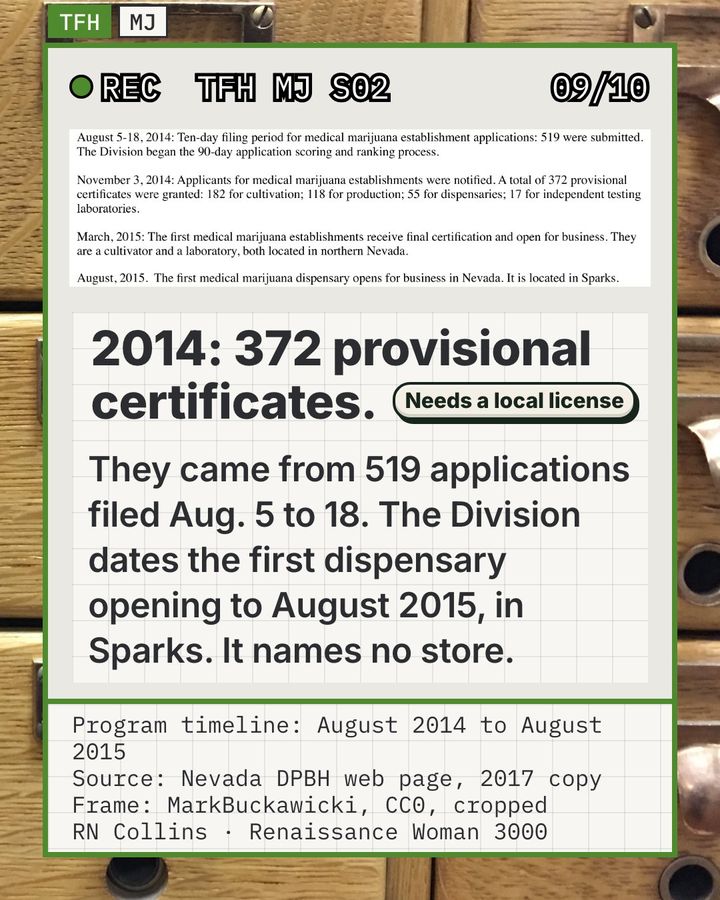 TFH MJ
REC TFH MJ S02 09/10
August 5-18, 2014: Ten-day filing period for medical marijuana establishment applications: 519 were submitted.
The Division began the 90-day application scoring and ranking process.
November 3, 2014: Applicants for medical marijuana establishments were notified. A total of 372 provisional
certificates were granted: 182 for cultivation; 118 for production; 55 for dispensaries; 17 for independent testing
laboratories.
March, 2015: The first medical marijuana establishments receive final certification and open for business. They
are a cultivator and a laboratory, both located in northern Nevada.
August, 2015. The first medical marijuana dispensary opens for business in Nevada. It is located in Sparks.
2014: 372 provisional
certificates. Needs a local license
They came from 519 applications
filed Aug. 5 to 18. The Division
dates the first dispensary
opening to August 2015, in
Sparks. It names no store.
Program timeline: August 2014 to August
2015
Source: Nevada DPBH web page, 2017 copy
Frame: MarkBuckawicki, CC0, cropped
RN Collins · Renaissance Woman 3000